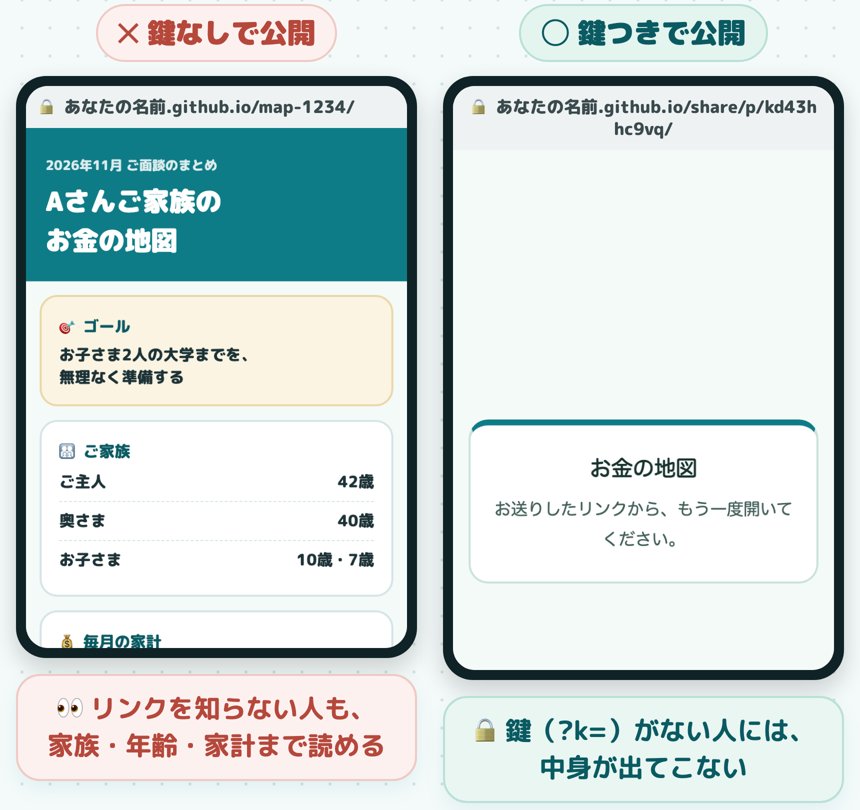 × 鍵なしで公開
🔒 あなたの名前.github.io/map-1234/
2026年11月 ご面談のまとめ
Aさんご家族の
お金の地図
🎯 ゴール
お子さま2人の大学までを、
無理なく準備する
🚻 ご家族
ご主人 42歳
奥さま 40歳
お子さま 10歳・7歳
💰 毎月の家計
👀 リンクを知らない人も、
家族・年齢・家計まで読める
○ 鍵つきで公開
🔒 あなたの名前.github.io/share/p/kd43h
hc9vq/
お金の地図
お送りしたリンクから、もう一度開いて
ください。
🔒 鍵（?k=）がない人には、
中身が出てこない